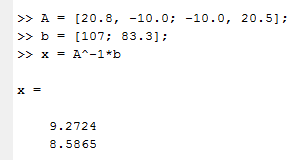 >> A = [20.8, -10.0; -10.0, 20.5];
>> b = [107; 83.3];
>> x = A^-1*b
x =
9.2724
8.5865